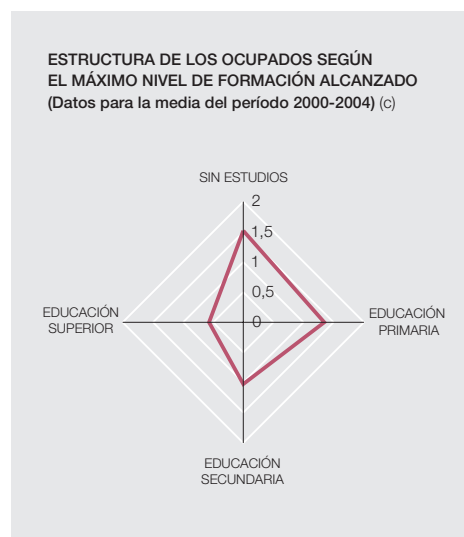 ESTRUCTURA DE LOS OCUPADOS SEGÚN
EL MÁXIMO NIVEL DE FORMACIÓN ALCANZADO
(Datos para la media del período 2000-2004) (c)
SIN ESTUDIOS
2
1,5
1
0,5
0
EDUCACIÓN
SUPERIOR
EDUCACIÓN
PRIMARIA
EDUCACIÓN
SECUNDARIA